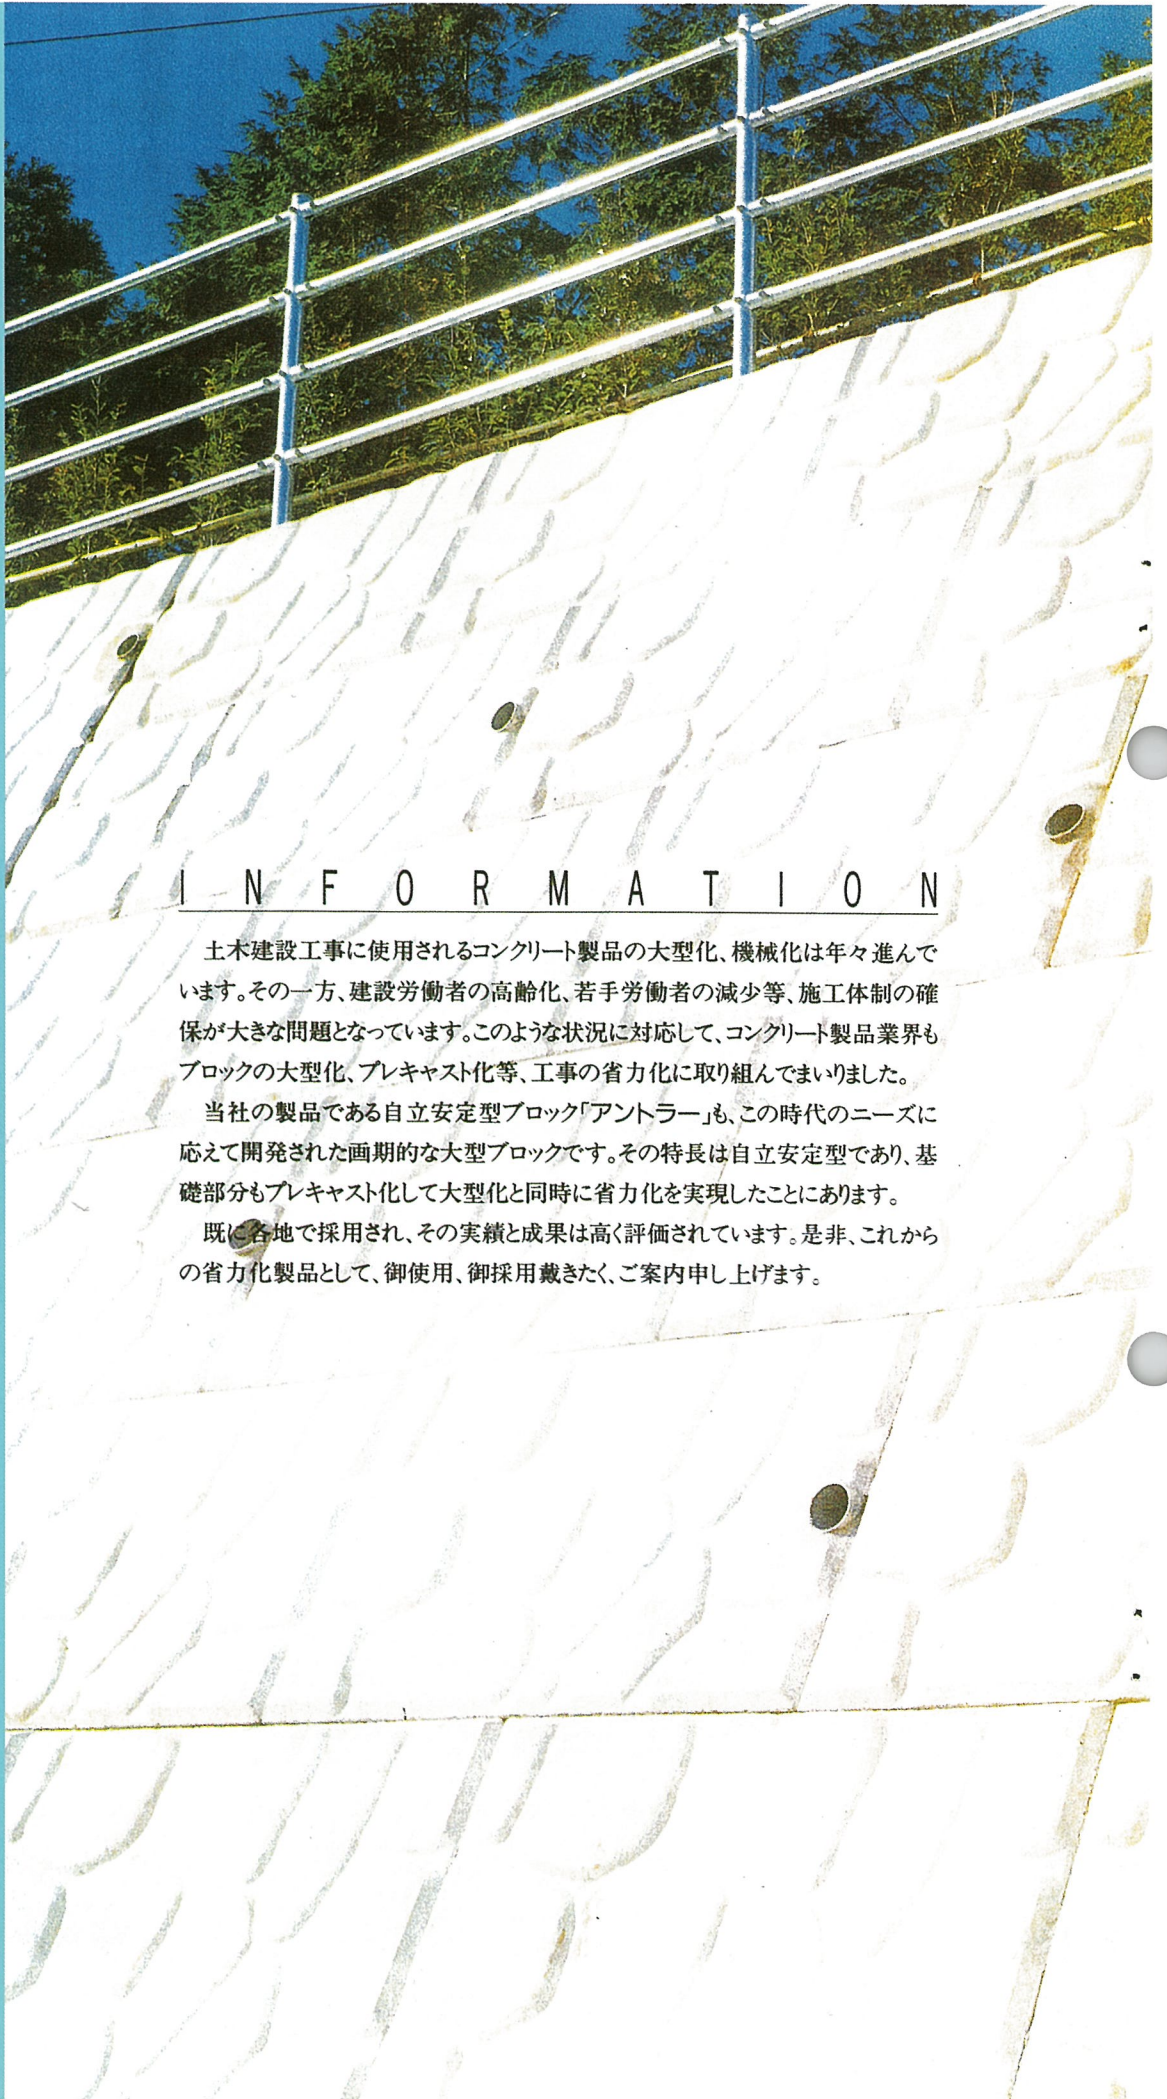 INFORMATION
土木建設工事に使用されるコンクリート製品の大型化、機械化は年々進んで
います。その一方、建設労働者の高齢化、若手労働者の減少等、施工体制の確
保が大きな問題となっています。このような状況に対応して、コンクリート製品業界も
ブロックの大型化、プレキャスト化等、工事の省力化に取り組んでまいりました。
当社の製品である自立安定型ブロック「アントラー」も、この時代のニーズに
応えて開発された画期的な大型ブロックです。その特長は自立安定型であり、基
礎部分もプレキャスト化して大型化と同時に省力化を実現したことにあります。
既に各地で採用され、その実績と成果は高く評価されています。是非、これから
の省力化製品として、御使用、御採用戴きたく、ご案内申し上げます。